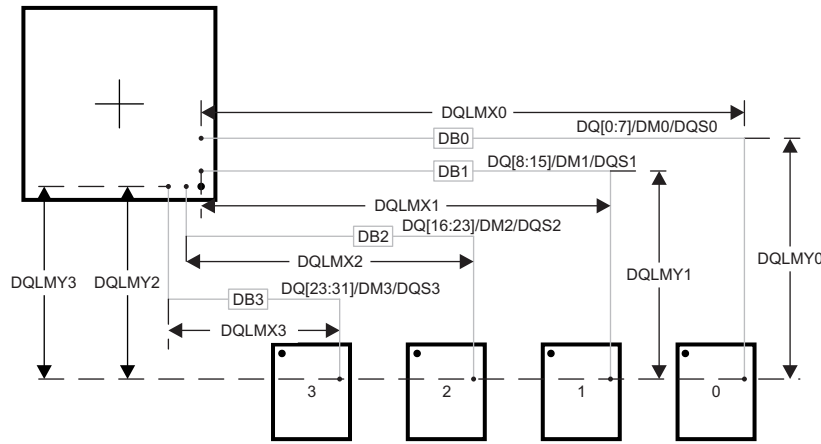 DQLMX0
DQ[0:7]/DM0/DQS0
DB0
DQ[8:15]/DM1/DQS1
DB1
DQLMX1
DQ[16:23]/DM2/DQS2
DB2
DQLMX2
DQLMY3
DQLMY2
DQLMY1
DQLMY0
DQ[23:31]/DM3/DQS3
DB3
DQLMX3
3
2
1
0